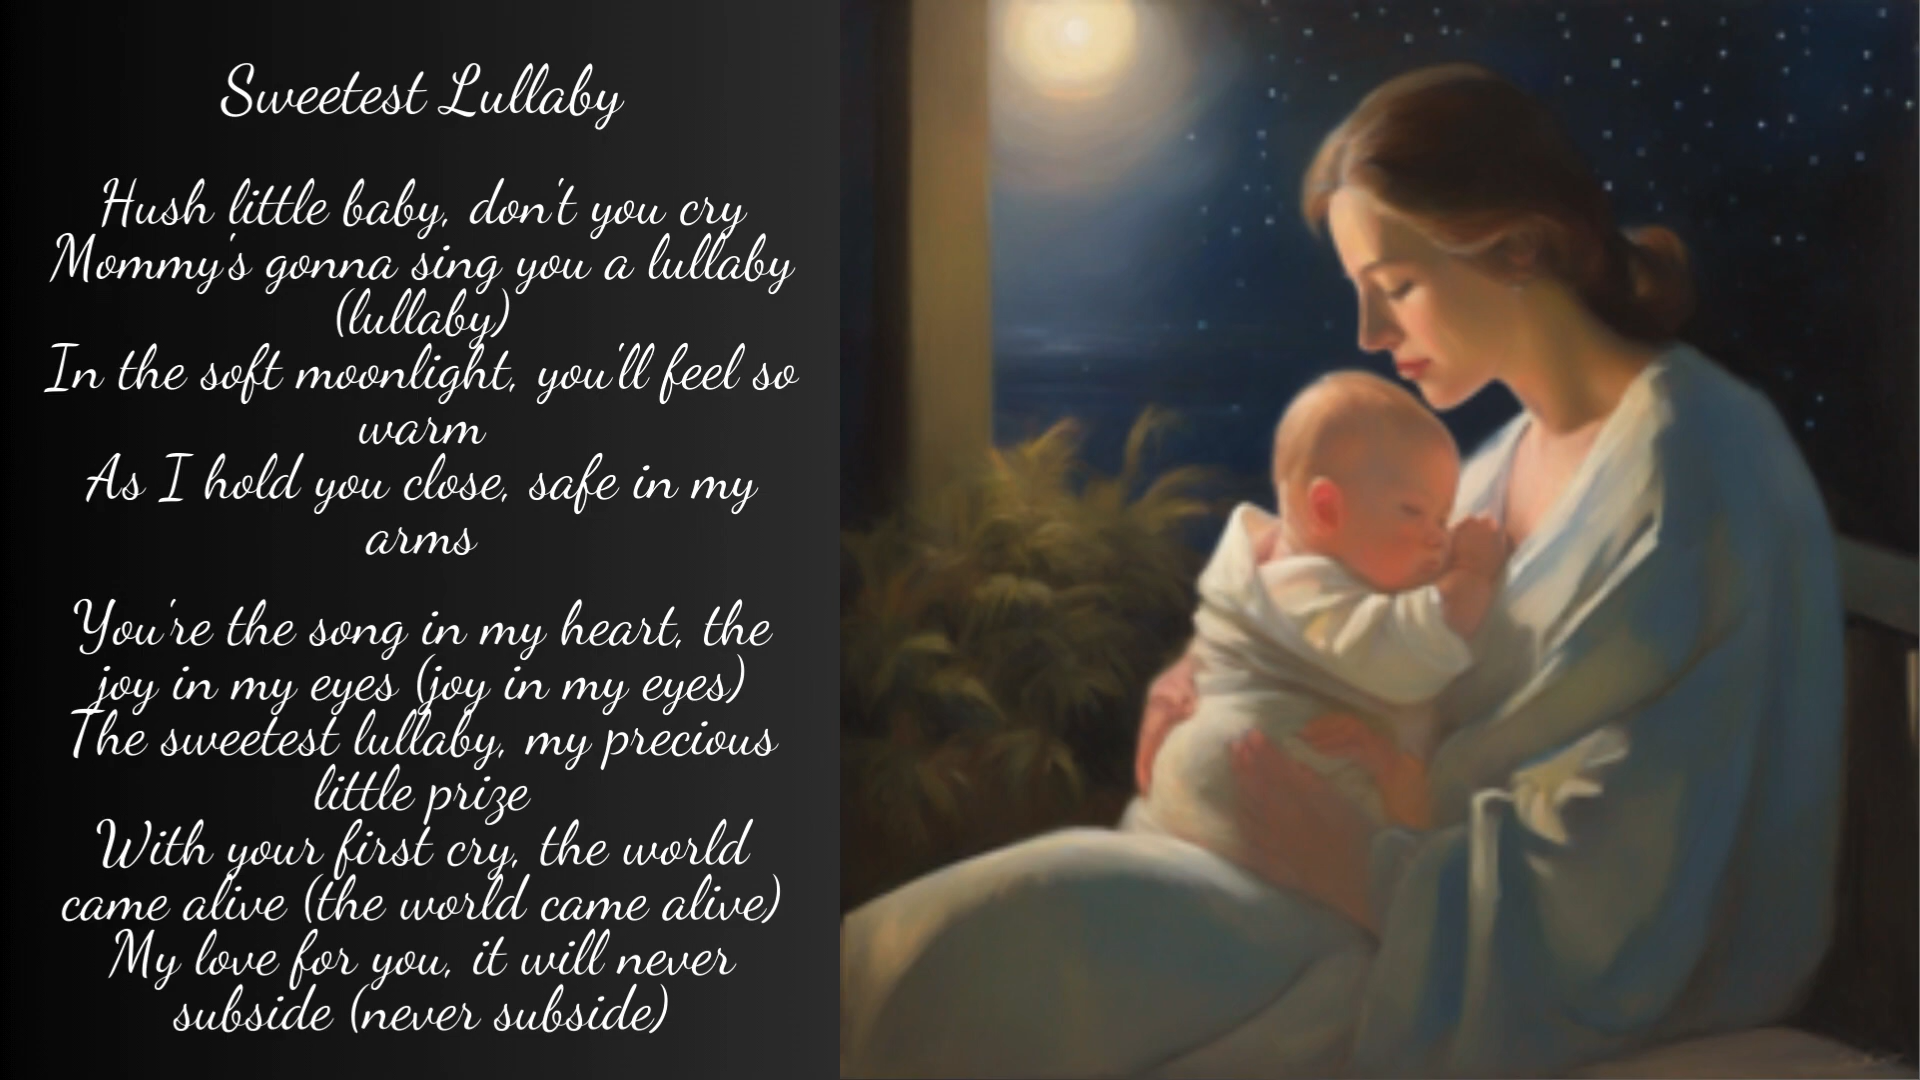 Sweetest Lullaby
Hush little baby, don't you cry
Mommy's gonna sing you a lullaby
(lullaby)
In the soft moonlight, you'll feel so
warm
As I hold you close, safe in my
arms
You're the song in my heart, the
joy in my eyes (joy in my eyes)
The sweetest lullaby, my precious
little prize
With your first cry, the world
came alive (the world came alive)
My love for you, it will never
subside (never subside)